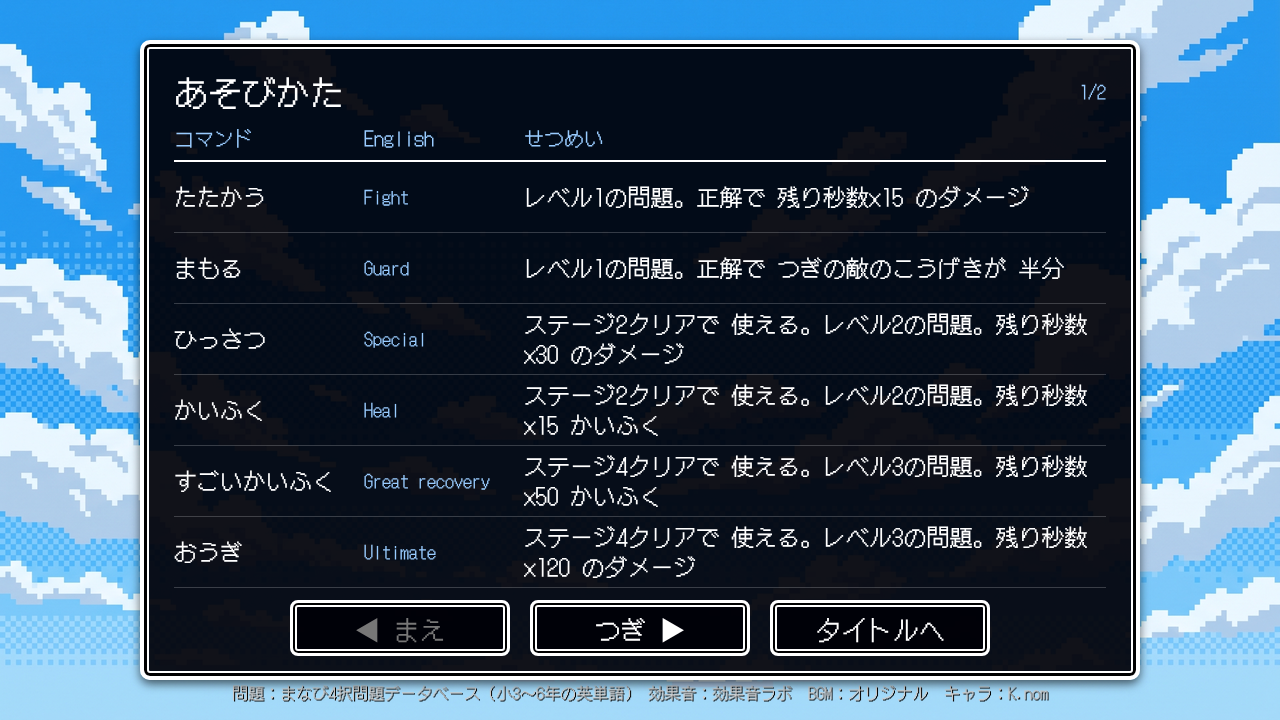 あそびかた
1/2
コマンド English せつめい
たたかう Fight レベル1の問題。正解で 残り秒数x15 のダメージ
まもる Guard レベル1の問題。正解で つぎの敵のこうげきが 半分
ひっさつ Special ステージ2クリアで 使える。レベル2の問題。残り秒数
x30 のダメージ
かいふく Heal ステージ2クリアで 使える。レベル2の問題。残り秒数
x15 かいふく
すごいかいふく Great recovery ステージ4クリアで 使える。レベル3の問題。残り秒数
x50 かいふく
おうぎ Ultimate ステージ4クリアで 使える。レベル3の問題。残り秒数
x120 のダメージ
◀ まえ つぎ ▶ タイトルへ
問題：まなび4択問題データベース（小3〜6年の英単語） 効果音：効果音ラボ BGM：オリジナル キャラ：K.nom